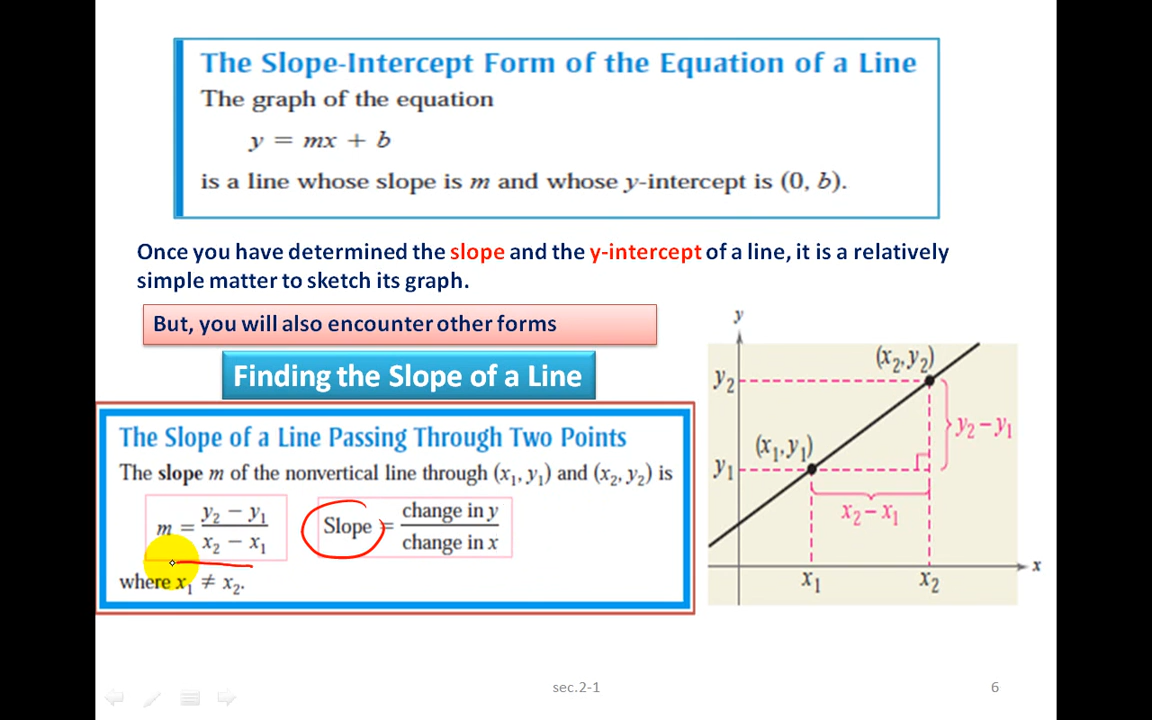 The Slope-Intercept Form of the Equation of a Line
The graph of the equation
y = mx + b
is a line whose slope is m and whose y-intercept is (0, b).
Once you have determined the slope and the y-intercept of a line, it is a relatively
simple matter to sketch its graph.
But, you will also encounter other forms
Finding the Slope of a Line
The Slope of a Line Passing Through Two Points
The slope m of the nonvertical line through (x₁, y₁) and (x₂, y₂) is
m = y₂ − y₁ / x₂ − x₁
Slope = change in y / change in x
where x₁ ≠ x₂.
y
(x₂, y₂)
y₂
y₂ − y₁
(x₁, y₁)
y₁
x₂ − x₁
x
x₁
x₂
sec.2-1
6